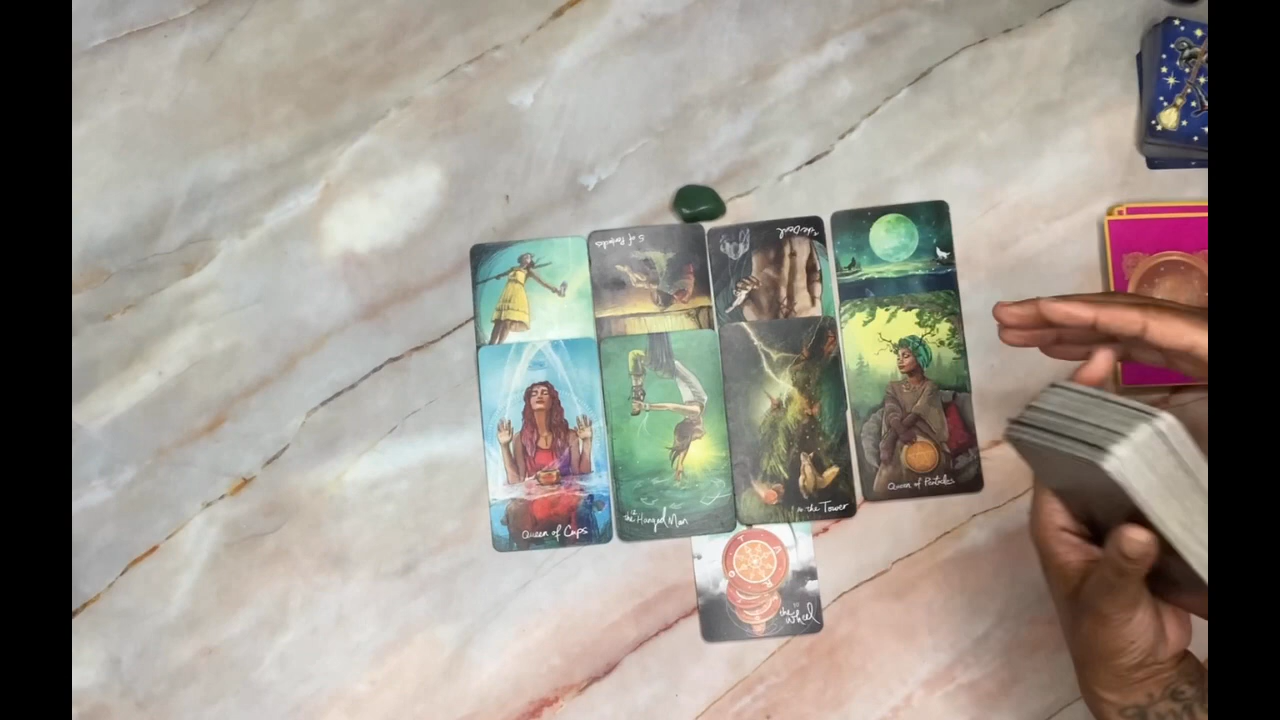 5 of Pentacles
the Devil
Queen of Cups
the Hanged Man
the Tower
Queen of Pentacles
the Wheel